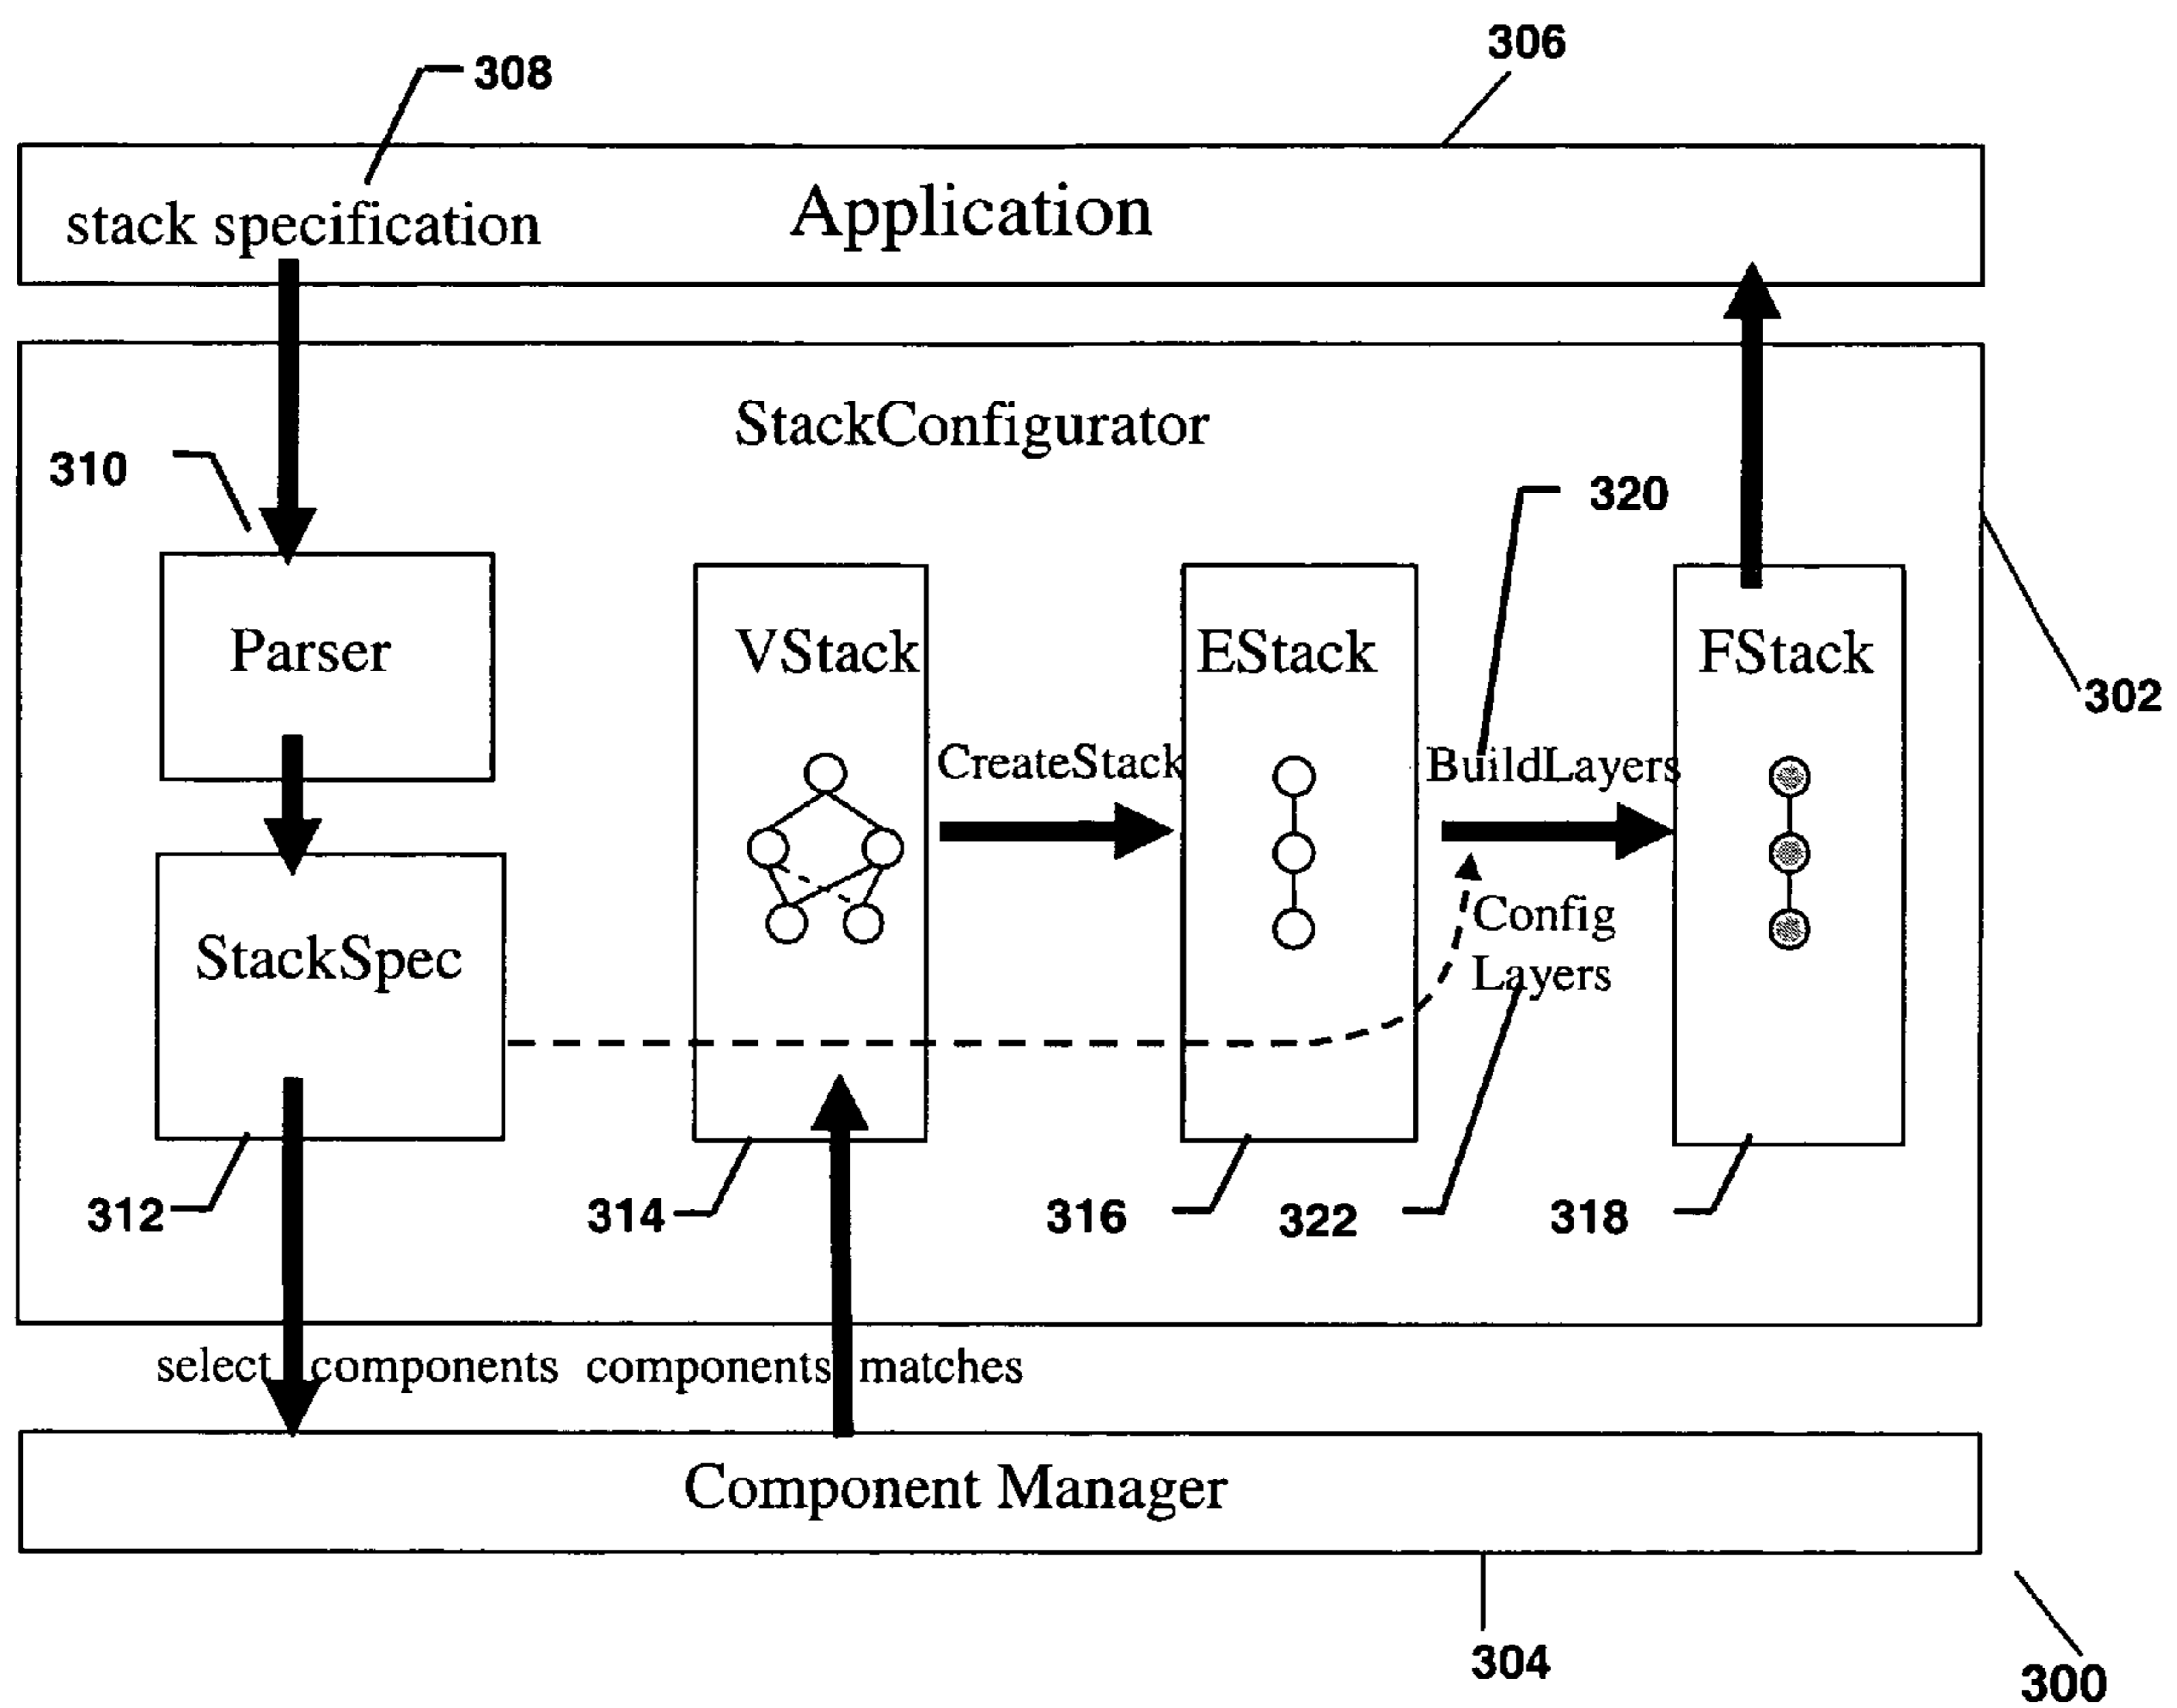 306
308
stack specification
Application
StackConfigurator
310
320
Parser
VStack
EStack
FStack
302
CreateStack
BuildLayers
Config
Layers
StackSpec
312
314
316
322
318
select components
components matches
Component Manager
304
300